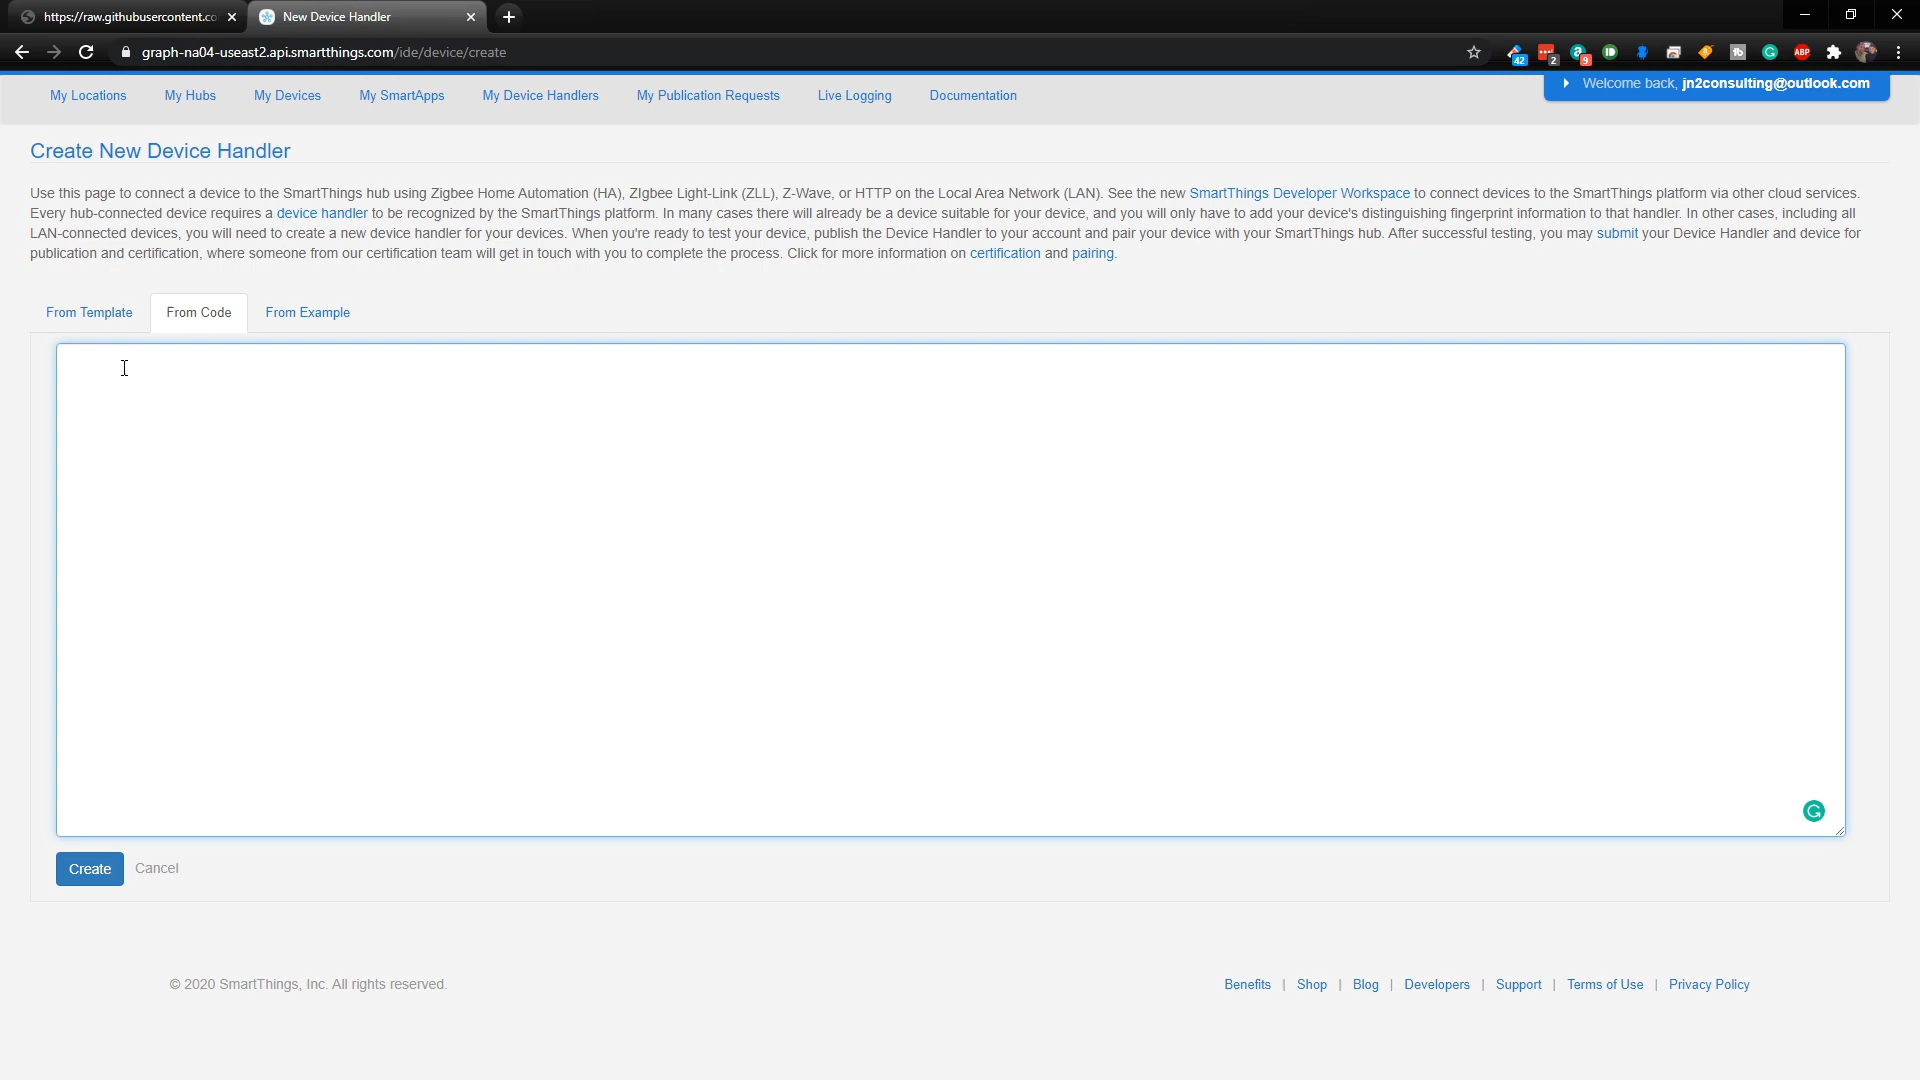 https://raw.githubusercontent.co
New Device Handler
graph-na04-useast2.api.smartthings.com/ide/device/create
42
2
9
ABP
My Locations
My Hubs
My Devices
My SmartApps
My Device Handlers
My Publication Requests
Live Logging
Documentation
Welcome back, jn2consulting@outlook.com
Create New Device Handler
Use this page to connect a device to the SmartThings hub using Zigbee Home Automation (HA), ZIgbee Light-Link (ZLL), Z-Wave, or HTTP on the Local Area Network (LAN). See the new SmartThings Developer Workspace to connect devices to the SmartThings platform via other cloud services.
Every hub-connected device requires a device handler to be recognized by the SmartThings platform. In many cases there will already be a device suitable for your device, and you will only have to add your device's distinguishing fingerprint information to that handler. In other cases, including all
LAN-connected devices, you will need to create a new device handler for your devices. When you're ready to test your device, publish the Device Handler to your account and pair your device with your SmartThings hub. After successful testing, you may submit your Device Handler and device for
publication and certification, where someone from our certification team will get in touch with you to complete the process. Click for more information on certification and pairing.
From Template
From Code
From Example
Create
Cancel
© 2020 SmartThings, Inc. All rights reserved.
Benefits | Shop | Blog | Developers | Support | Terms of Use | Privacy Policy